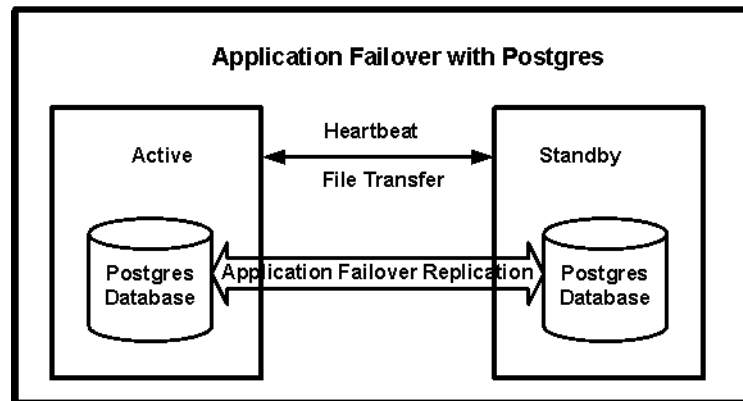 Application Failover with Postgres
Heartbeat
Active
Standby
File Transfer
Application Failover Replication
Postgres
Database
Postgres
Database